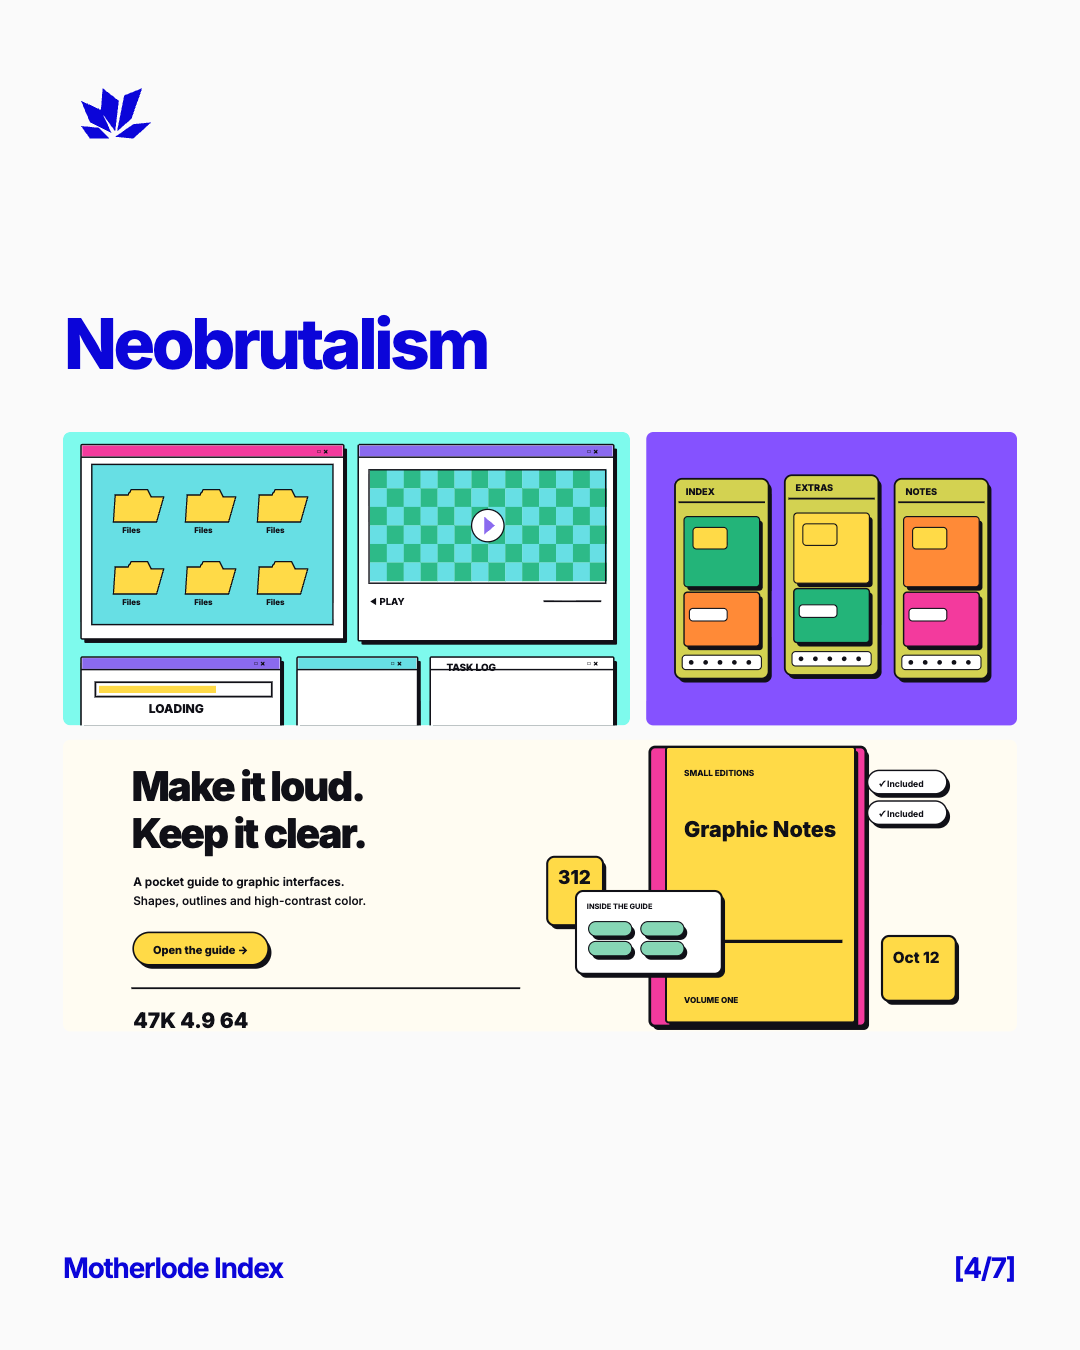 Neobrutalism
Files Files Files
Files Files Files
PLAY
LOADING
TASK LOG
INDEX
EXTRAS
NOTES
Make it loud.
Keep it clear.
A pocket guide to graphic interfaces.
Shapes, outlines and high-contrast color.
Open the guide →
47K 4.9 64
312
INSIDE THE GUIDE
SMALL EDITIONS
Graphic Notes
VOLUME ONE
✓ Included
✓ Included
Oct 12
Motherlode Index
[4/7]